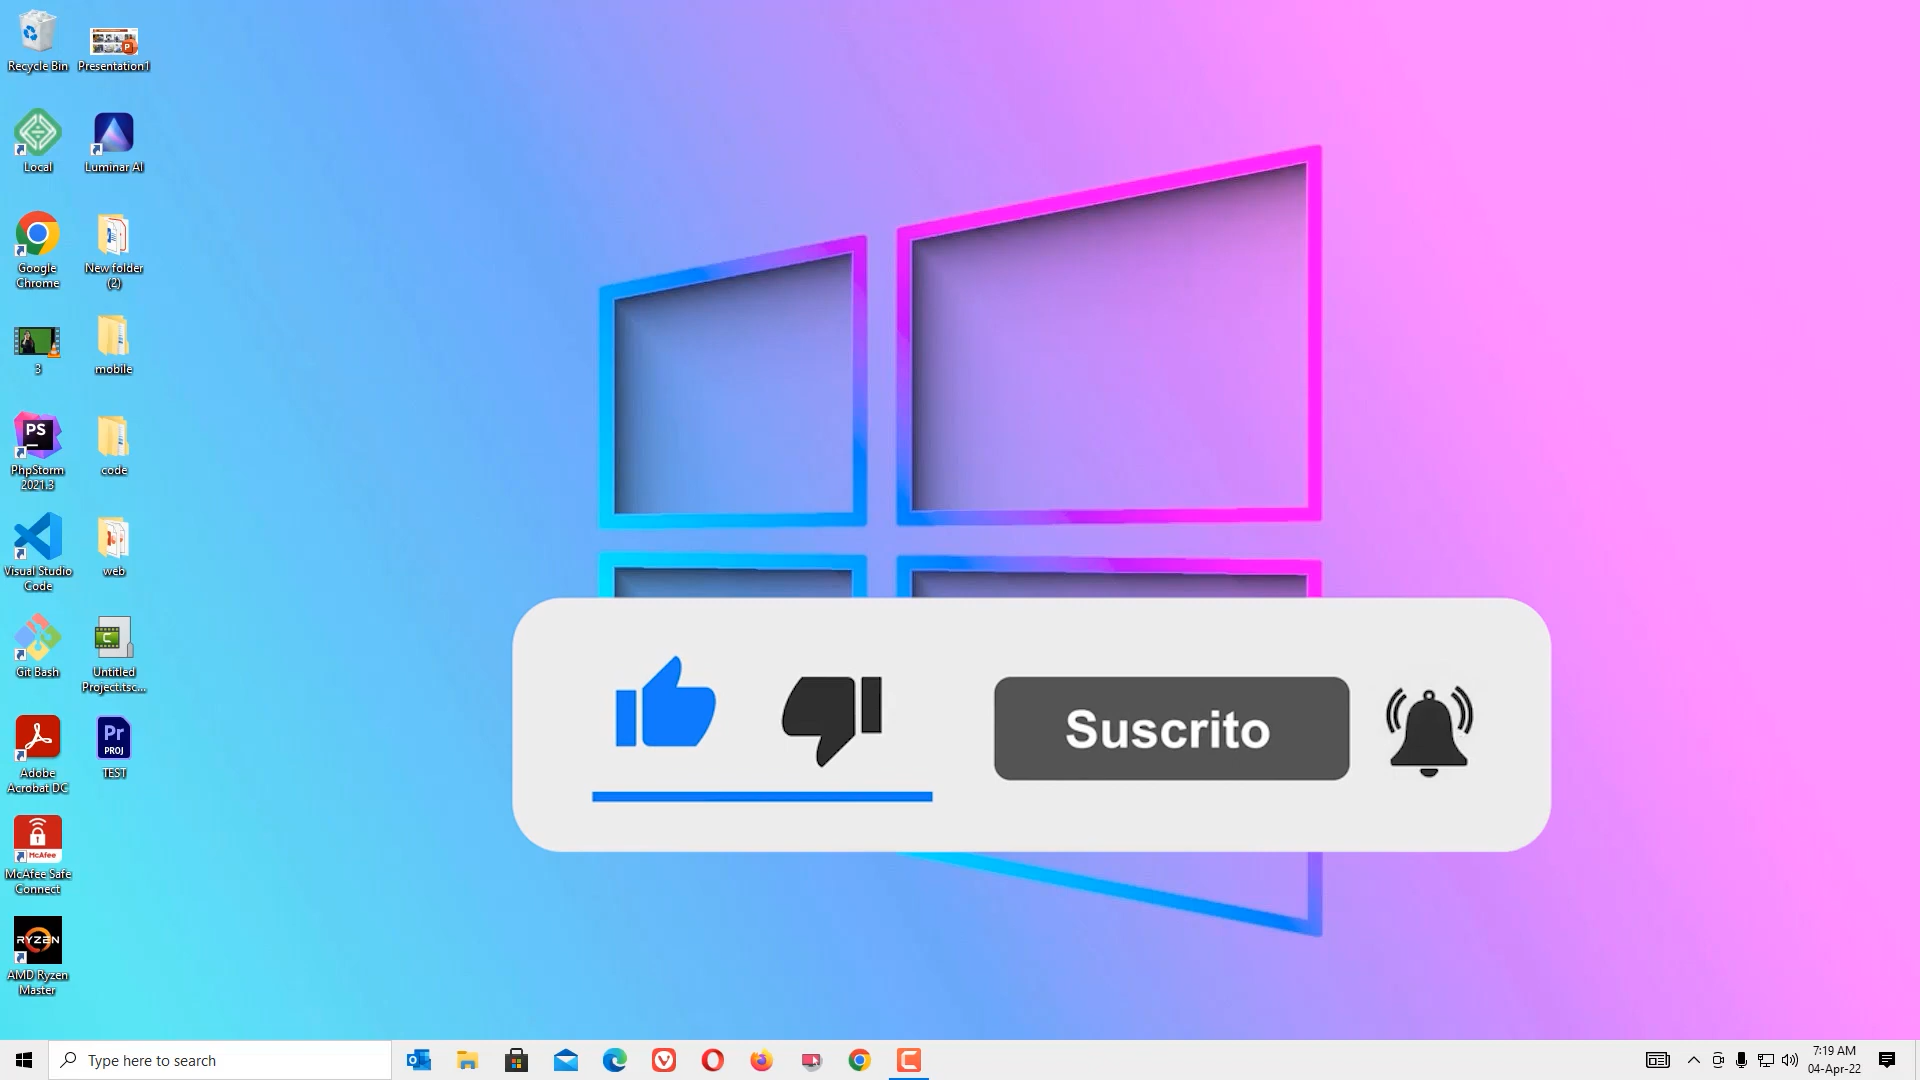 Recycle Bin
Presentation1
Local
Luminar AI
Google
Chrome
New folder
(2)
3
mobile
PS
PhpStorm
2021.3
code
Visual Studio
Code
web
Git Bash
C
Untitled
Project.tsc...
Adobe
Acrobat DC
Pr
PROJ
TEST
McAfee
McAfee Safe
Connect
RYZEN
AMD Ryzen
Master
Suscrito
Type here to search
7:19 AM
04-Apr-22